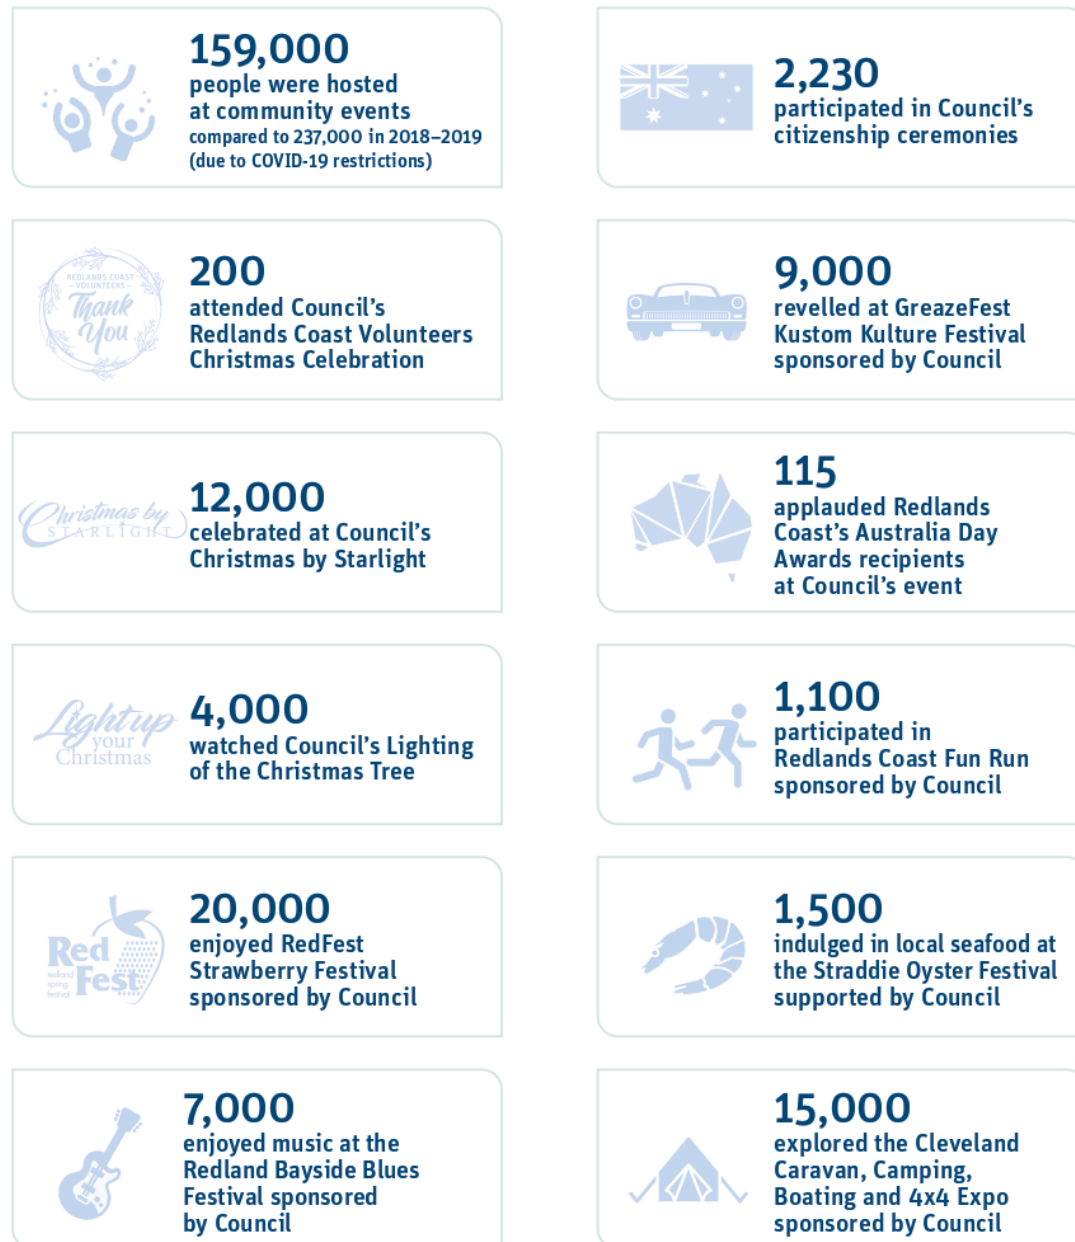 159,000
people were hosted
at community events
compared to 237,000 in 2018–2019
(due to COVID-19 restrictions)
2,230
participated in Council's
citizenship ceremonies
REDLANDS COAST
– VOLUNTEERS –
Thank
You
200
attended Council's
Redlands Coast Volunteers
Christmas Celebration
9,000
revelled at GreazeFest
Kustom Kulture Festival
sponsored by Council
Christmas by
STARLIGHT
12,000
celebrated at Council's
Christmas by Starlight
115
applauded Redlands
Coast's Australia Day
Awards recipients
at Council's event
Light up
your
Christmas
4,000
watched Council's Lighting
of the Christmas Tree
1,100
participated in
Redlands Coast Fun Run
sponsored by Council
Red
Fest
redland
spring
festival
20,000
enjoyed RedFest
Strawberry Festival
sponsored by Council
1,500
indulged in local seafood at
the Straddie Oyster Festival
supported by Council
7,000
enjoyed music at the
Redland Bayside Blues
Festival sponsored
by Council
15,000
explored the Cleveland
Caravan, Camping,
Boating and 4x4 Expo
sponsored by Council